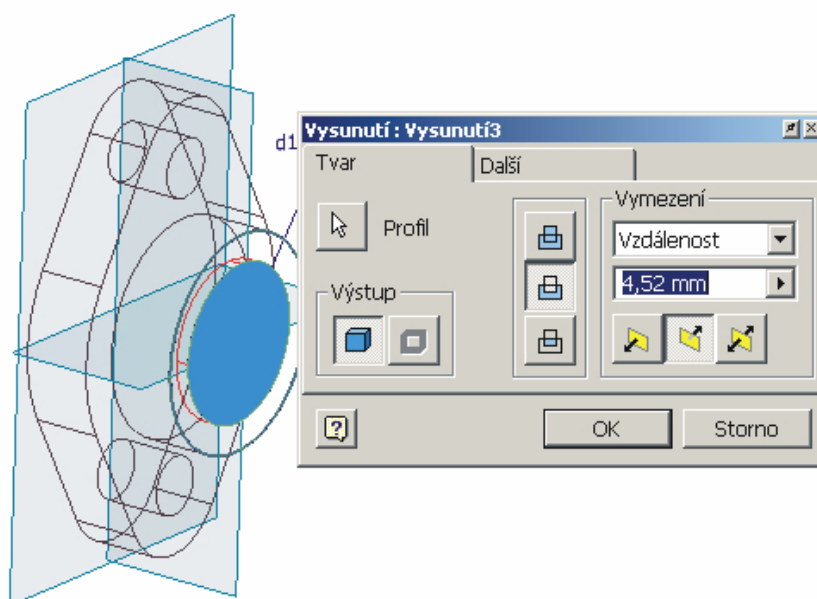 d1
Vysunutí : Vysunutí3
Tvar
Další
Profil
Výstup
Vymezení
Vzdálenost
4,52 mm
?
OK
Storno